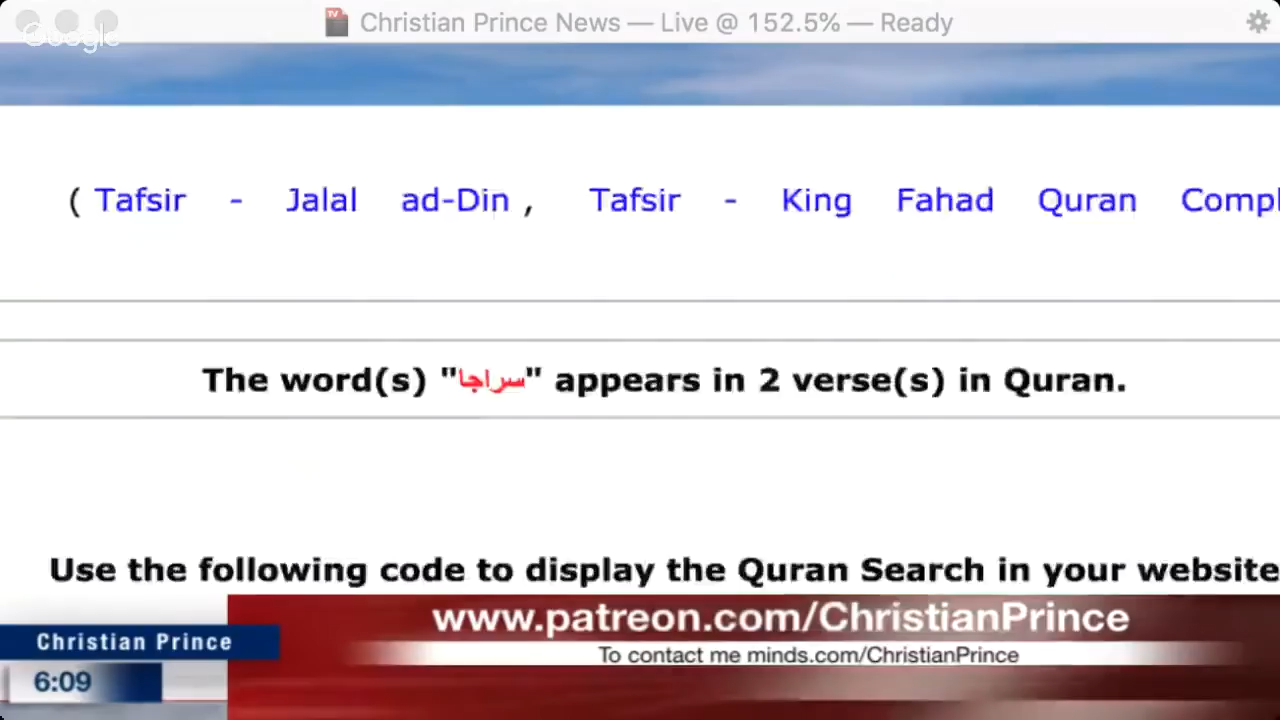 Google
Christian Prince News — Live @ 152.5% — Ready
( Tafsir - Jalal ad-Din , Tafsir - King Fahad Quran Compl
The word(s) "سراجا" appears in 2 verse(s) in Quran.
Use the following code to display the Quran Search in your website
www.patreon.com/ChristianPrince
Christian Prince
To contact me minds.com/ChristianPrince
6:09